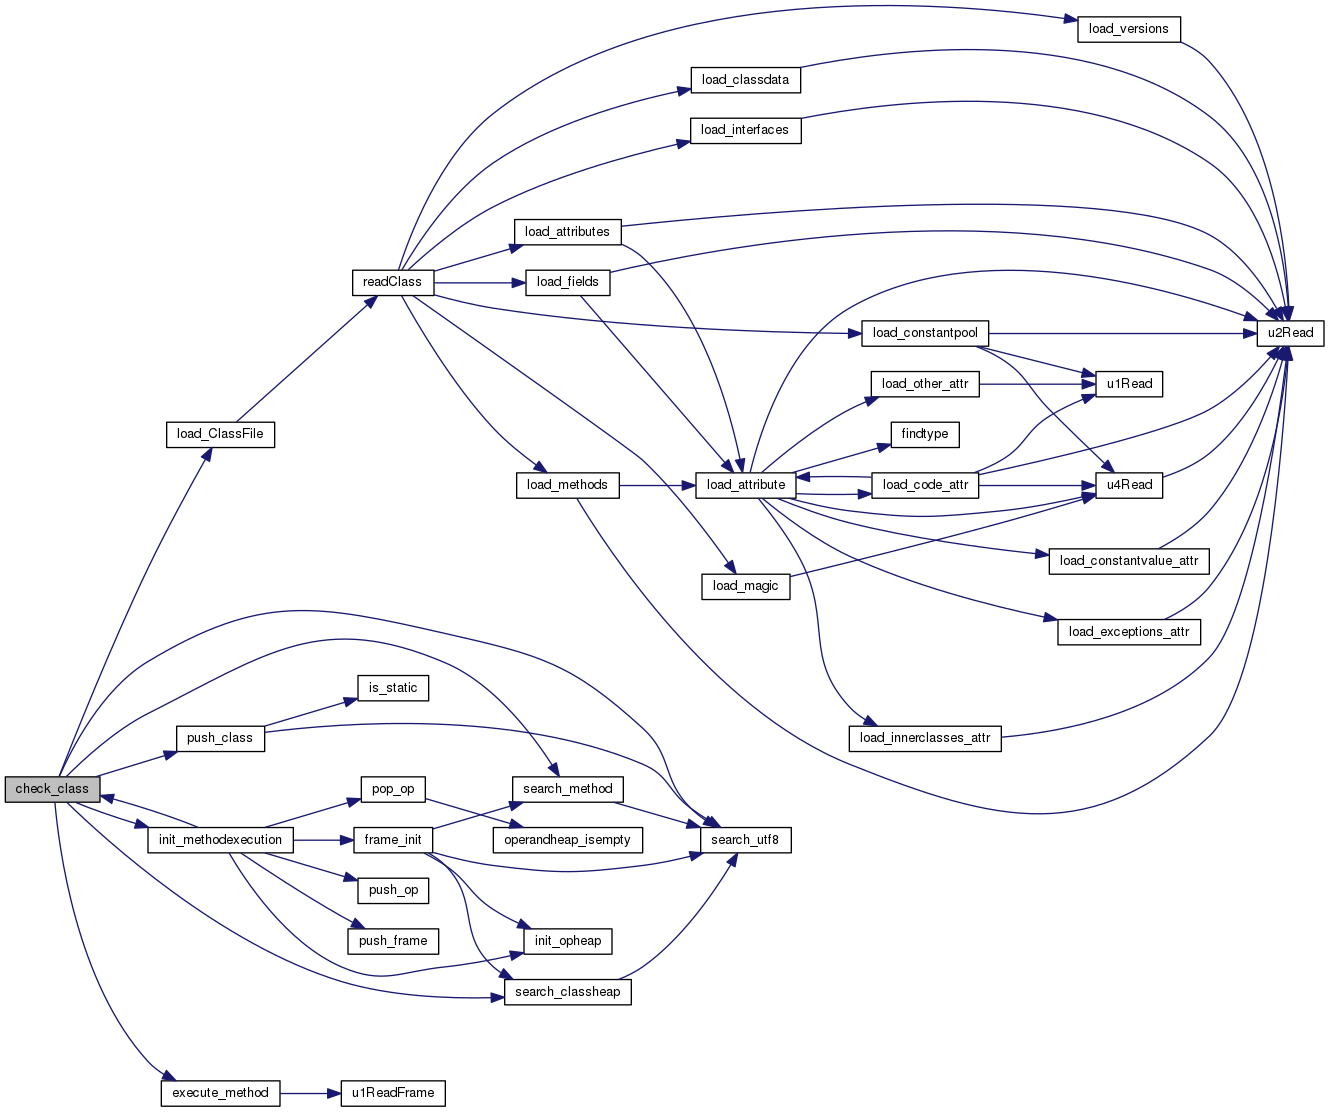 load_versions
load_classdata
load_interfaces
load_attributes
readClass
load_fields
load_constantpool
u2Read
load_other_attr
u1Read
load_ClassFile
findtype
load_methods
load_attribute
load_code_attr
u4Read
load_constantvalue_attr
load_magic
load_exceptions_attr
is_static
push_class
load_innerclasses_attr
check_class
pop_op
search_method
init_methodexecution
frame_init
operandheap_isempty
search_utf8
push_op
push_frame
init_opheap
search_classheap
execute_method
u1ReadFrame